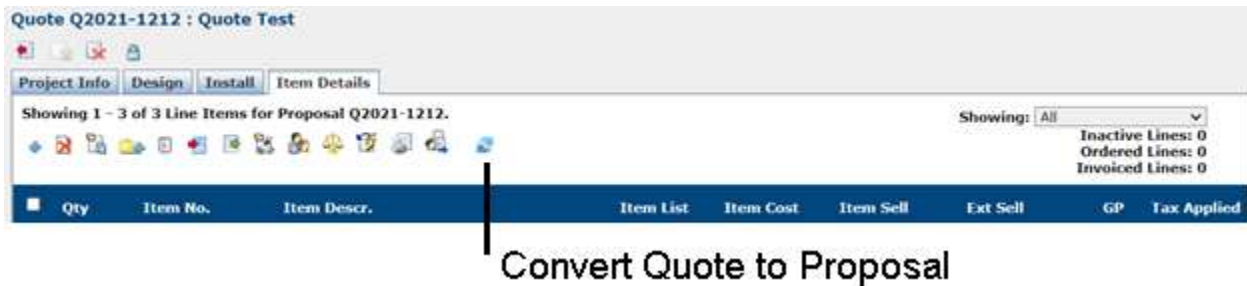 Quote Q2021-1212 : Quote Test
Project Info Design Install Item Details
Showing 1 - 3 of 3 Line Items for Proposal Q2021-1212.
Showing: All
Inactive Lines: 0
Ordered Lines: 0
Invoiced Lines: 0
Qty Item No. Item Descr. Item List Item Cost Item Sell Ext Sell GP Tax Applied
Convert Quote to Proposal